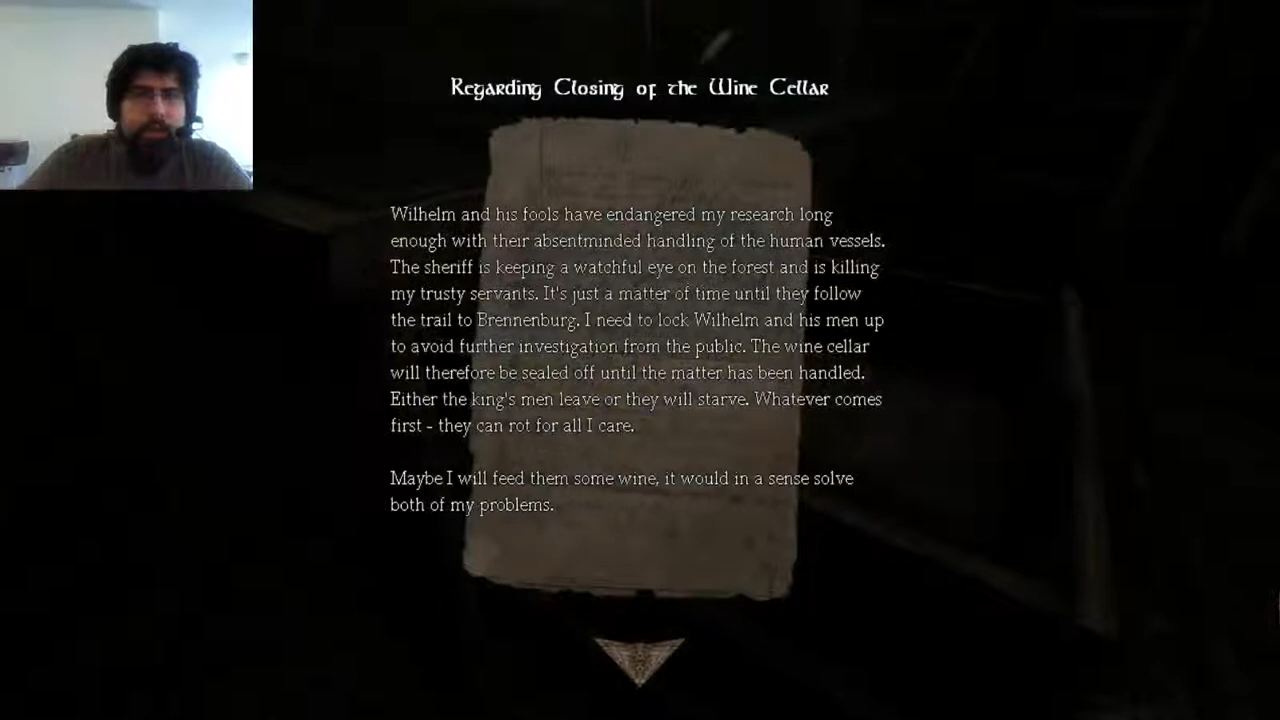 Regarding Closing of the Wine Cellar
Wilhelm and his fools have endangered my research long
enough with their absentminded handling of the human vessels.
The sheriff is keeping a watchful eye on the forest and is killing
my trusty servants. It's just a matter of time until they follow
the trail to Brennenburg. I need to lock Wilhelm and his men up
to avoid further investigation from the public. The wine cellar
will therefore be sealed off until the matter has been handled.
Either the king's men leave or they will starve. Whatever comes
first - they can rot for all I care.
Maybe I will feed them some wine, it would in a sense solve
both of my problems.